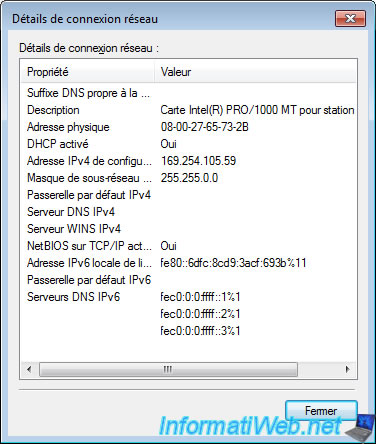 Détails de connexion réseau
Détails de connexion réseau :
Propriété Valeur
Suffixe DNS propre à la ...
Description Carte Intel(R) PRO/1000 MT pour station
Adresse physique 08-00-27-65-73-2B
DHCP activé Oui
Adresse IPv4 de configu... 169.254.105.59
Masque de sous-réseau ... 255.255.0.0
Passerelle par défaut IPv4
Serveur DNS IPv4
Serveur WINS IPv4
NetBIOS sur TCP/IP act... Oui
Adresse IPv6 locale de li... fe80::6dfc:8cd9:3acf:693b%11
Passerelle par défaut IPv6
Serveurs DNS IPv6 fec0:0:0:ffff::1%1
fec0:0:0:ffff::2%1
fec0:0:0:ffff::3%1
Fermer
InformatiWeb.net